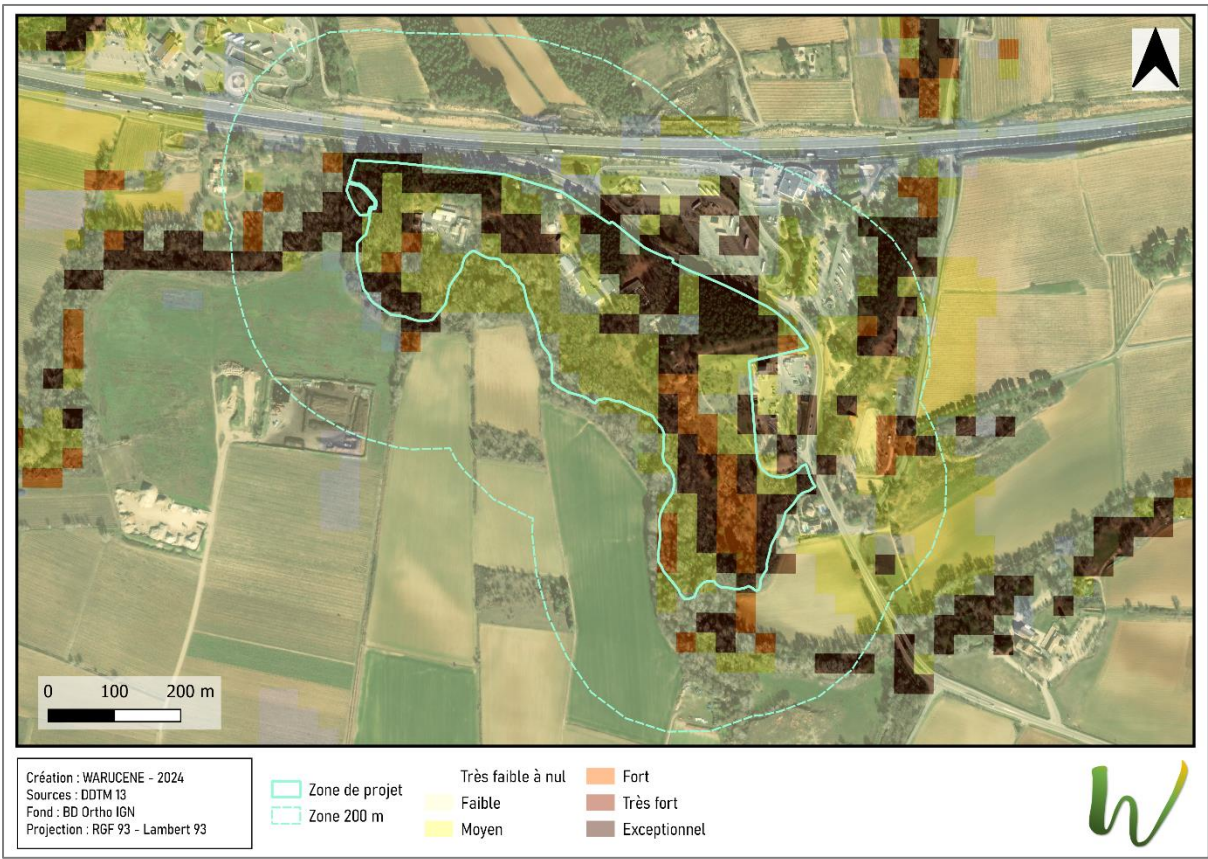 0 100 200 m
Création : WARUCENE - 2024
Sources : DDTM 13
Fond : BD Ortho IGN
Projection : RGF 93 - Lambert 93
Zone de projet
Zone 200 m
Très faible à nul
Faible
Moyen
Fort
Très fort
Exceptionnel